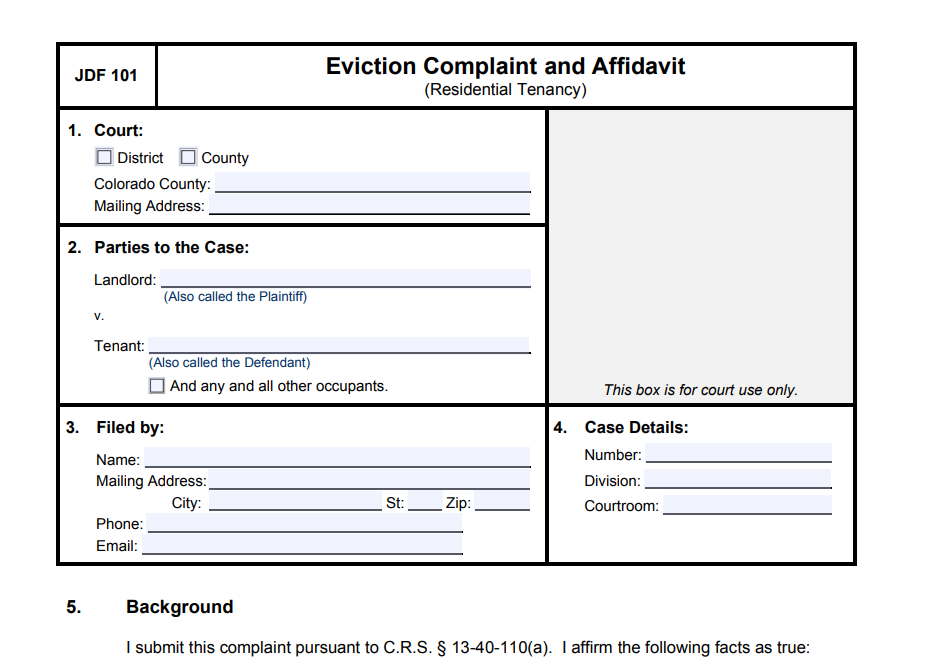 JDF 101
Eviction Complaint and Affidavit
(Residential Tenancy)
1. Court:
District County
Colorado County:
Mailing Address:
2. Parties to the Case:
Landlord:
(Also called the Plaintiff)
v.
Tenant:
(Also called the Defendant)
And any and all other occupants.
This box is for court use only.
3. Filed by:
Name:
Mailing Address:
City: St: Zip:
Phone:
Email:
4. Case Details:
Number:
Division:
Courtroom:
5. Background
I submit this complaint pursuant to C.R.S. § 13-40-110(a). I affirm the following facts as true: